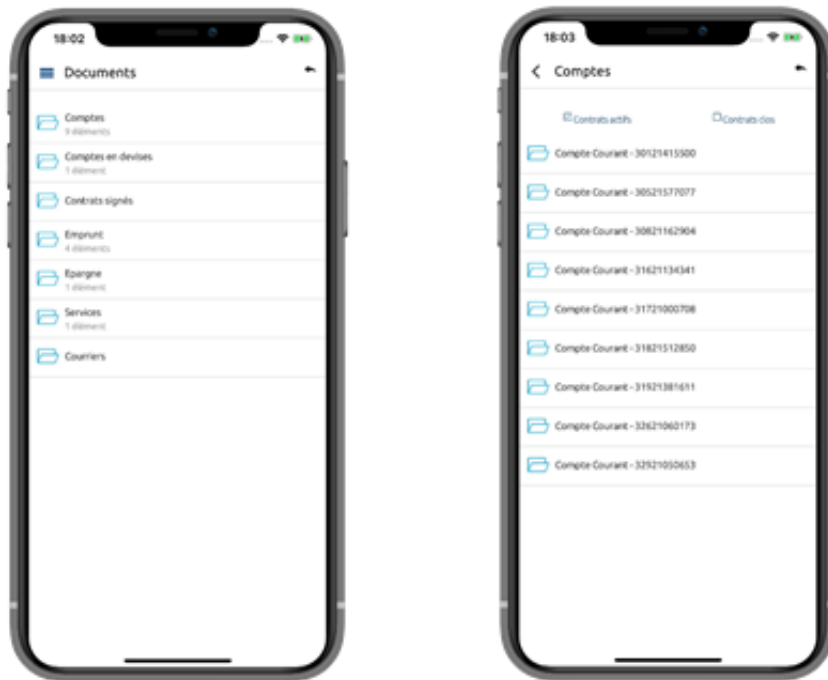 18:02
Documents
Comptes
9 éléments
Comptes en devises
1 élément
Contrats signés
Emprunt
4 éléments
Epargne
1 élément
Services
1 élément
Courriers
18:03
Comptes
Contrats actifs
Contrats clos
Compte Courant - 30121415500
Compte Courant - 30521577077
Compte Courant - 30821162904
Compte Courant - 31621134341
Compte Courant - 31721000708
Compte Courant - 31821512850
Compte Courant - 31921381611
Compte Courant - 32621060173
Compte Courant - 32921050653